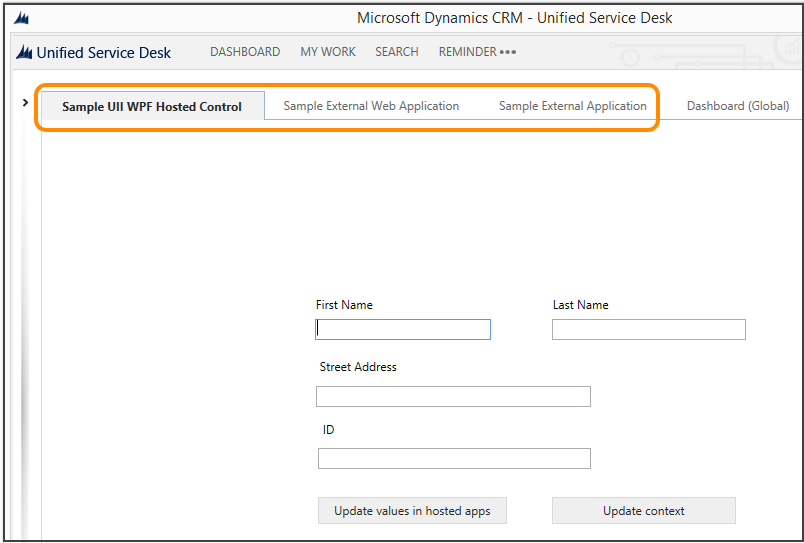 Microsoft Dynamics CRM - Unified Service Desk
Unified Service Desk DASHBOARD MY WORK SEARCH REMINDER •••
Sample UII WPF Hosted Control Sample External Web Application Sample External Application Dashboard (Global)
First Name Last Name
Street Address
ID
Update values in hosted apps Update context